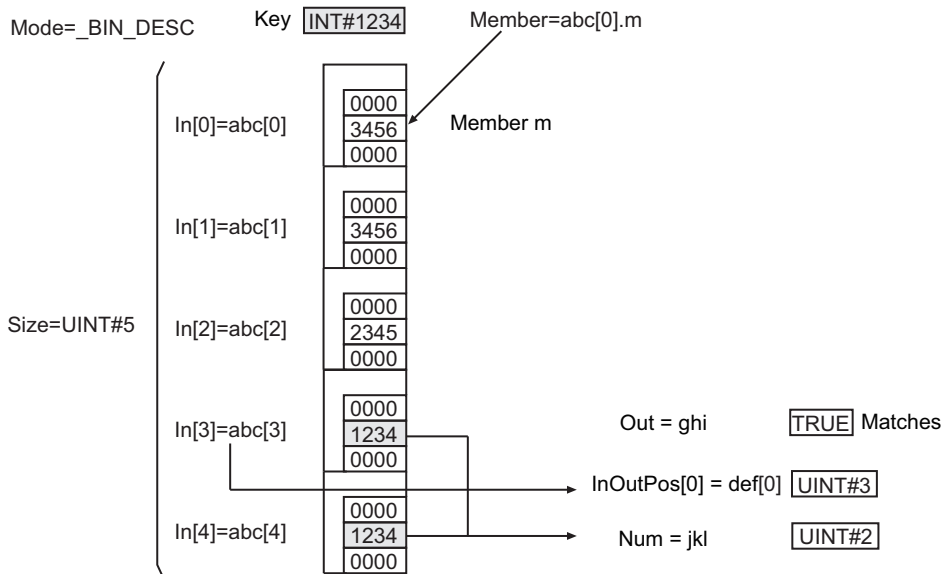 Mode=_BIN_DESC
Key INT#1234
Member=abc[0].m
In[0]=abc[0]
0000
3456
0000
Member m
In[1]=abc[1]
0000
3456
0000
Size=UINT#5
In[2]=abc[2]
0000
2345
0000
In[3]=abc[3]
0000
1234
0000
Out = ghi TRUE Matches
InOutPos[0] = def[0] UINT#3
In[4]=abc[4]
0000
1234
0000
Num = jkl UINT#2